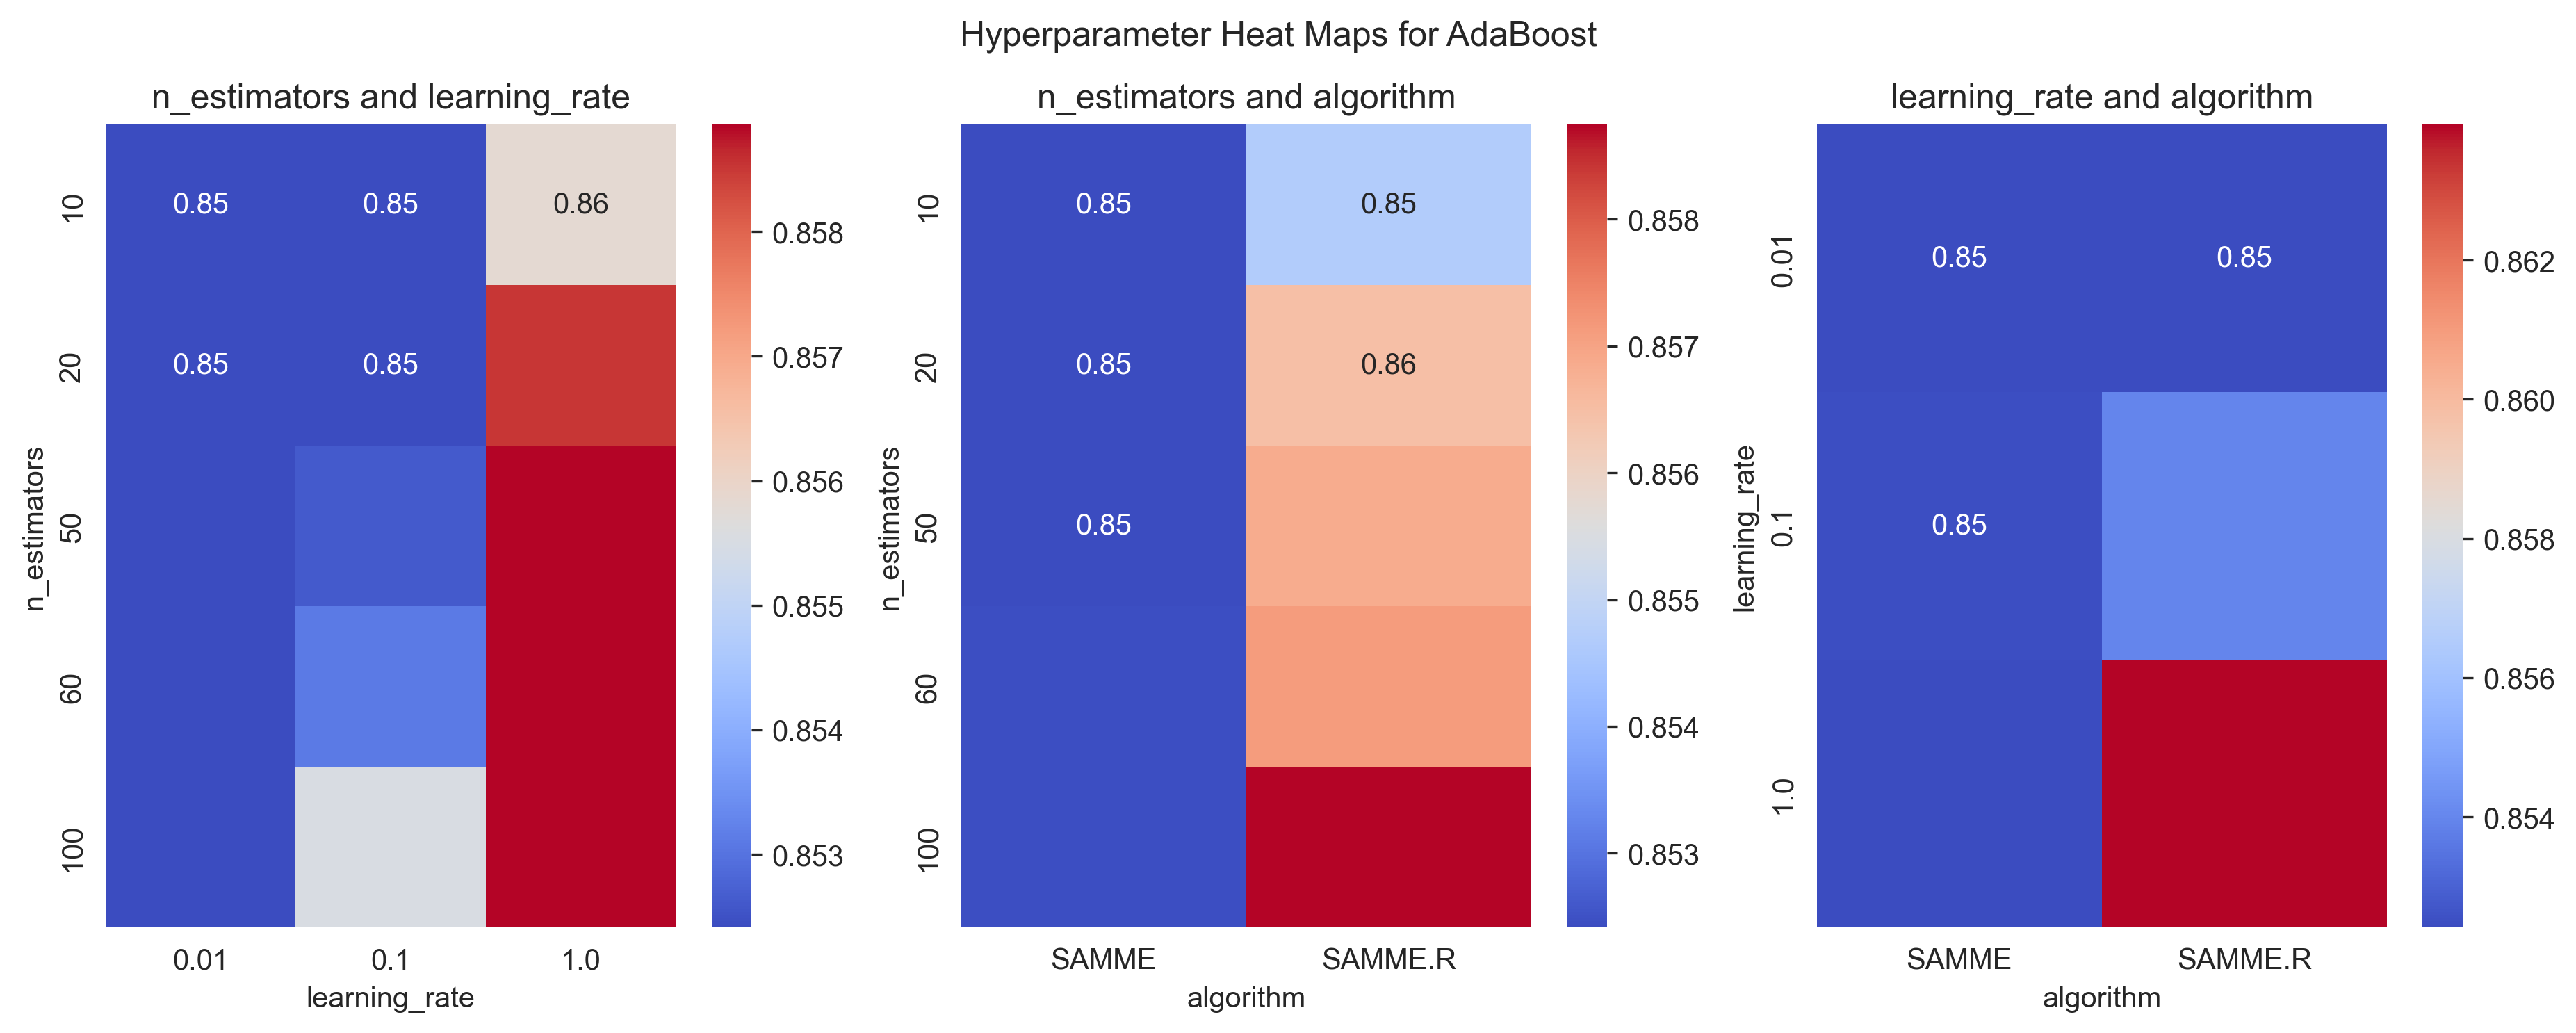 Hyperparameter Heat Maps for AdaBoost
n_estimators and learning_rate
n_estimators
10
20
50
60
100
0.85 0.85 0.86
0.85 0.85
0.01 0.1 1.0
learning_rate
0.858
0.857
0.856
0.855
0.854
0.853
n_estimators and algorithm
n_estimators
10
20
50
60
100
0.85 0.85
0.85 0.86
0.85
SAMME SAMME.R
algorithm
0.858
0.857
0.856
0.855
0.854
0.853
learning_rate and algorithm
learning_rate
0.01
0.1
1.0
0.85 0.85
0.85
SAMME SAMME.R
algorithm
0.862
0.860
0.858
0.856
0.854